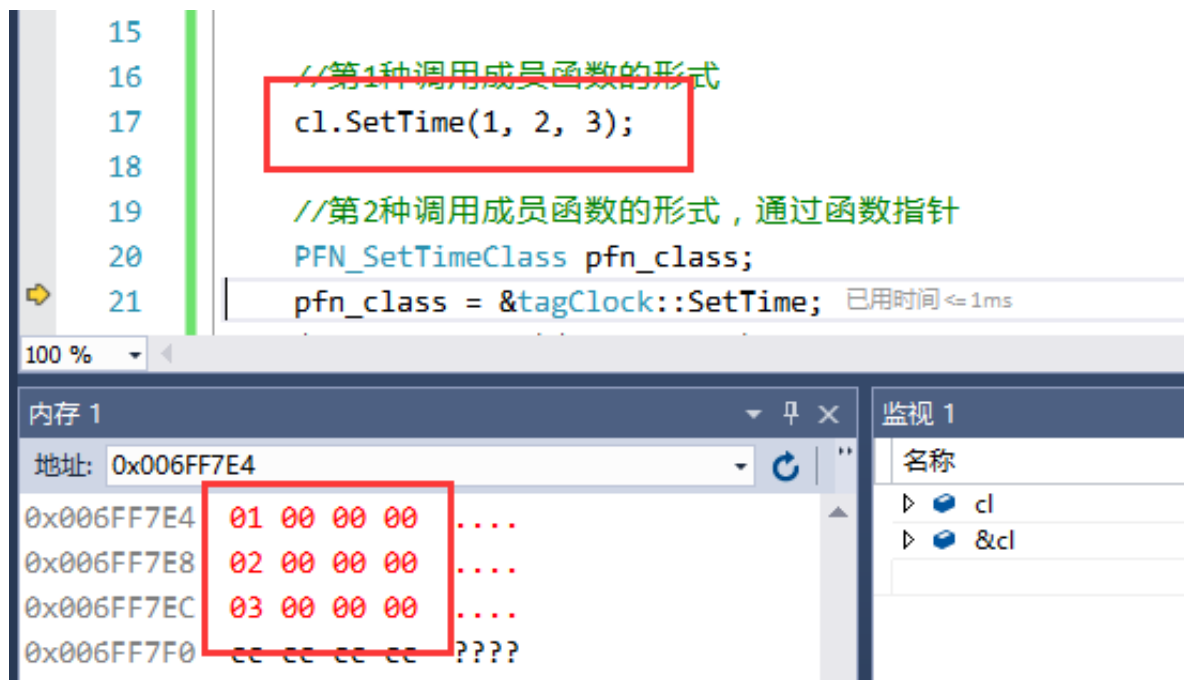 15
16 //第1种调用成员函数的形式
17 cl.SetTime(1, 2, 3);
18
19 //第2种调用成员函数的形式，通过函数指针
20 PFN_SetTimeClass pfn_class;
21 pfn_class = &tagClock::SetTime; 已用时间<=1ms
100 %
内存 1
地址: 0x006FF7E4
0x006FF7E4 01 00 00 00 ....
0x006FF7E8 02 00 00 00 ....
0x006FF7EC 03 00 00 00 ....
0x006FF7F0 cc cc cc cc ????
监视 1
名称
cl
&cl